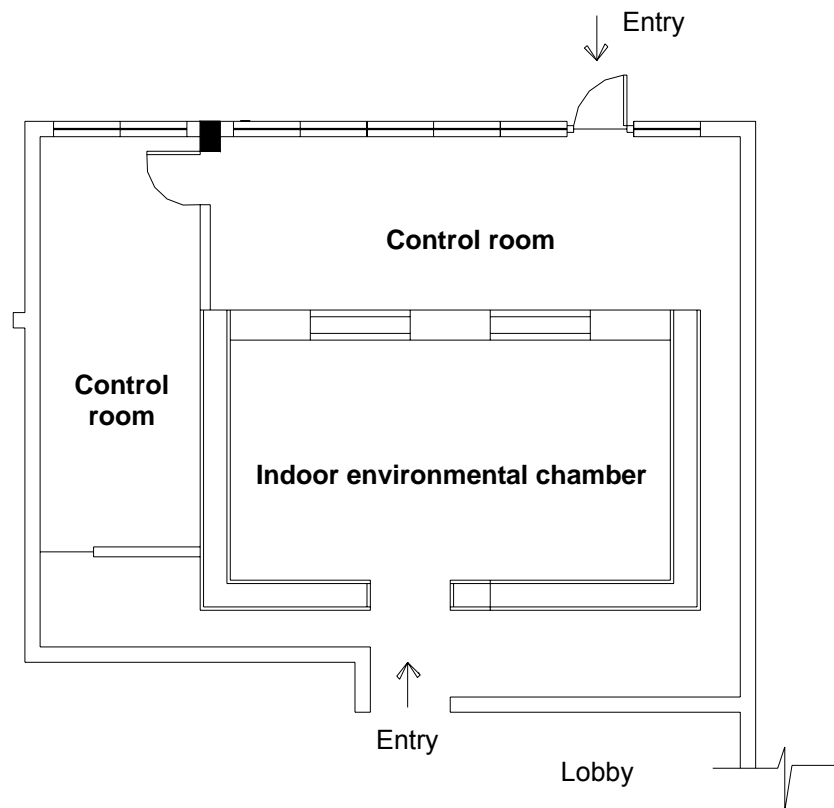 Entry
Control room
Control
room
Indoor environmental chamber
Entry
Lobby